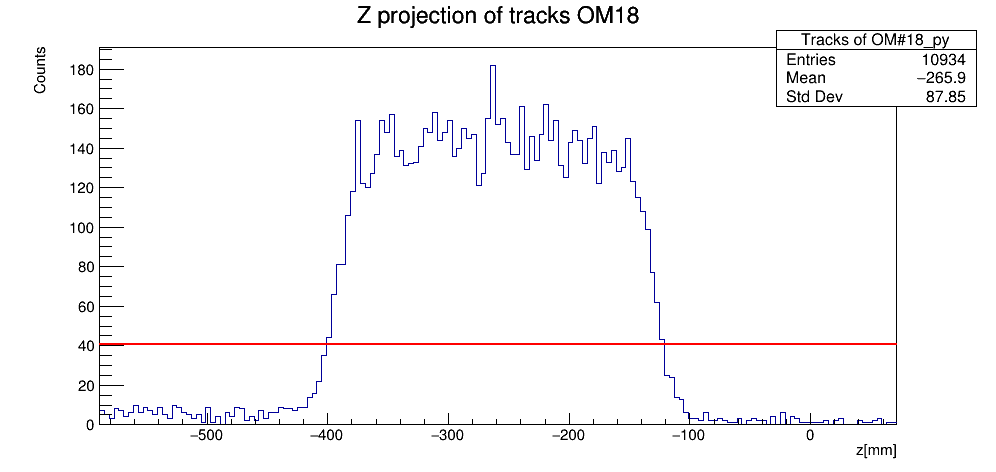 Z projection of tracks OM18
Counts
Tracks of OM#18_py
Entries 10934
Mean −265.9
Std Dev 87.85
180
160
140
120
100
80
60
40
20
0
−500 −400 −300 −200 −100 0
z[mm]